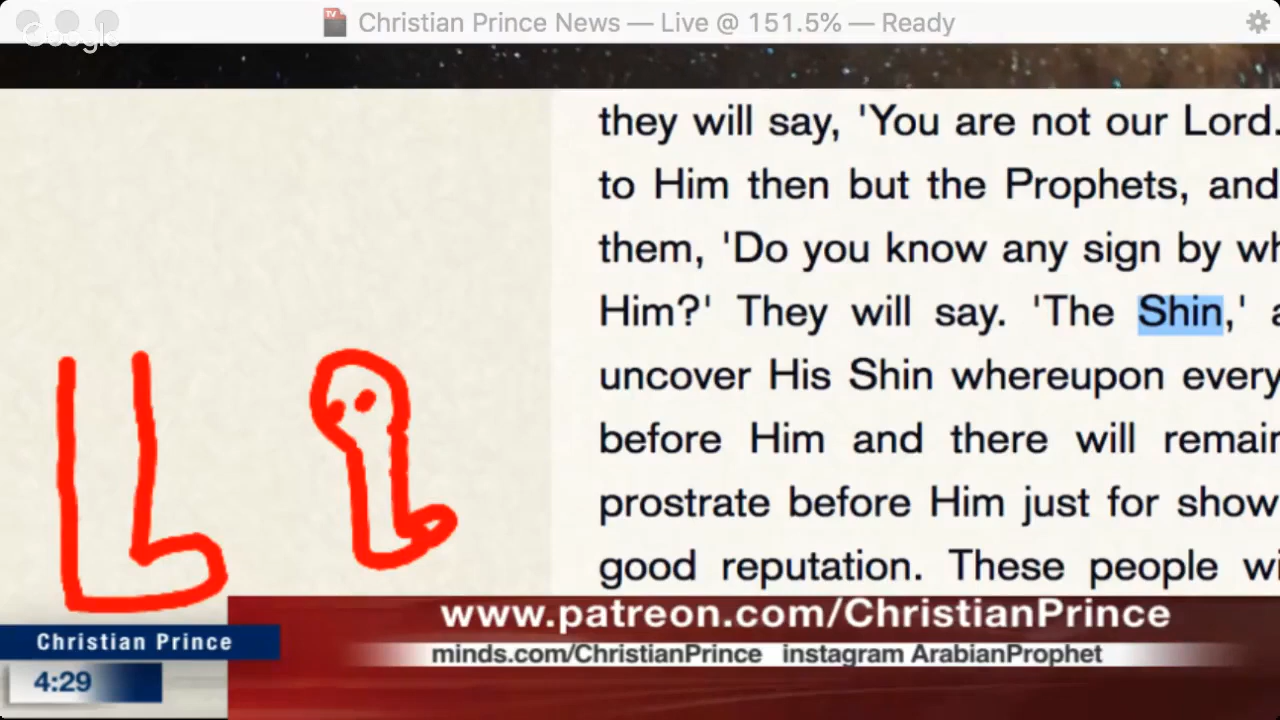 Christian Prince News — Live @ 151.5% — Ready
TV
Google
they will say, 'You are not our Lord.
to Him then but the Prophets, and
them, 'Do you know any sign by wh
Him?' They will say. 'The Shin,' a
uncover His Shin whereupon every
before Him and there will remain
prostrate before Him just for show
good reputation. These people wi
www.patreon.com/ChristianPrince
Christian Prince
minds.com/ChristianPrince instagram ArabianProphet
4:29